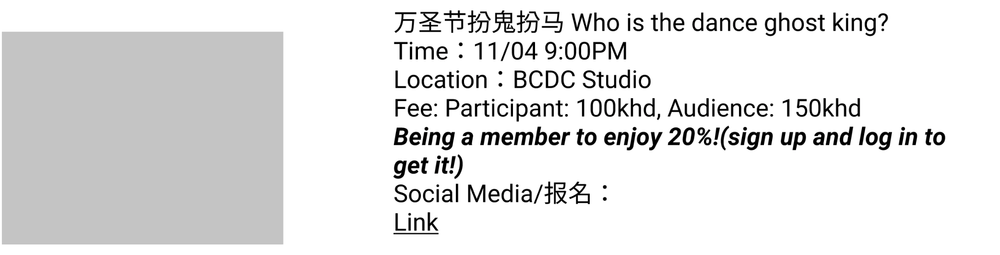 万圣节扮鬼扮马 Who is the dance ghost king?
Time：11/04 9:00PM
Location：BCDC Studio
Fee: Participant: 100khd, Audience: 150khd
Being a member to enjoy 20%!(sign up and log in to
get it!)
Social Media/报名：
Link